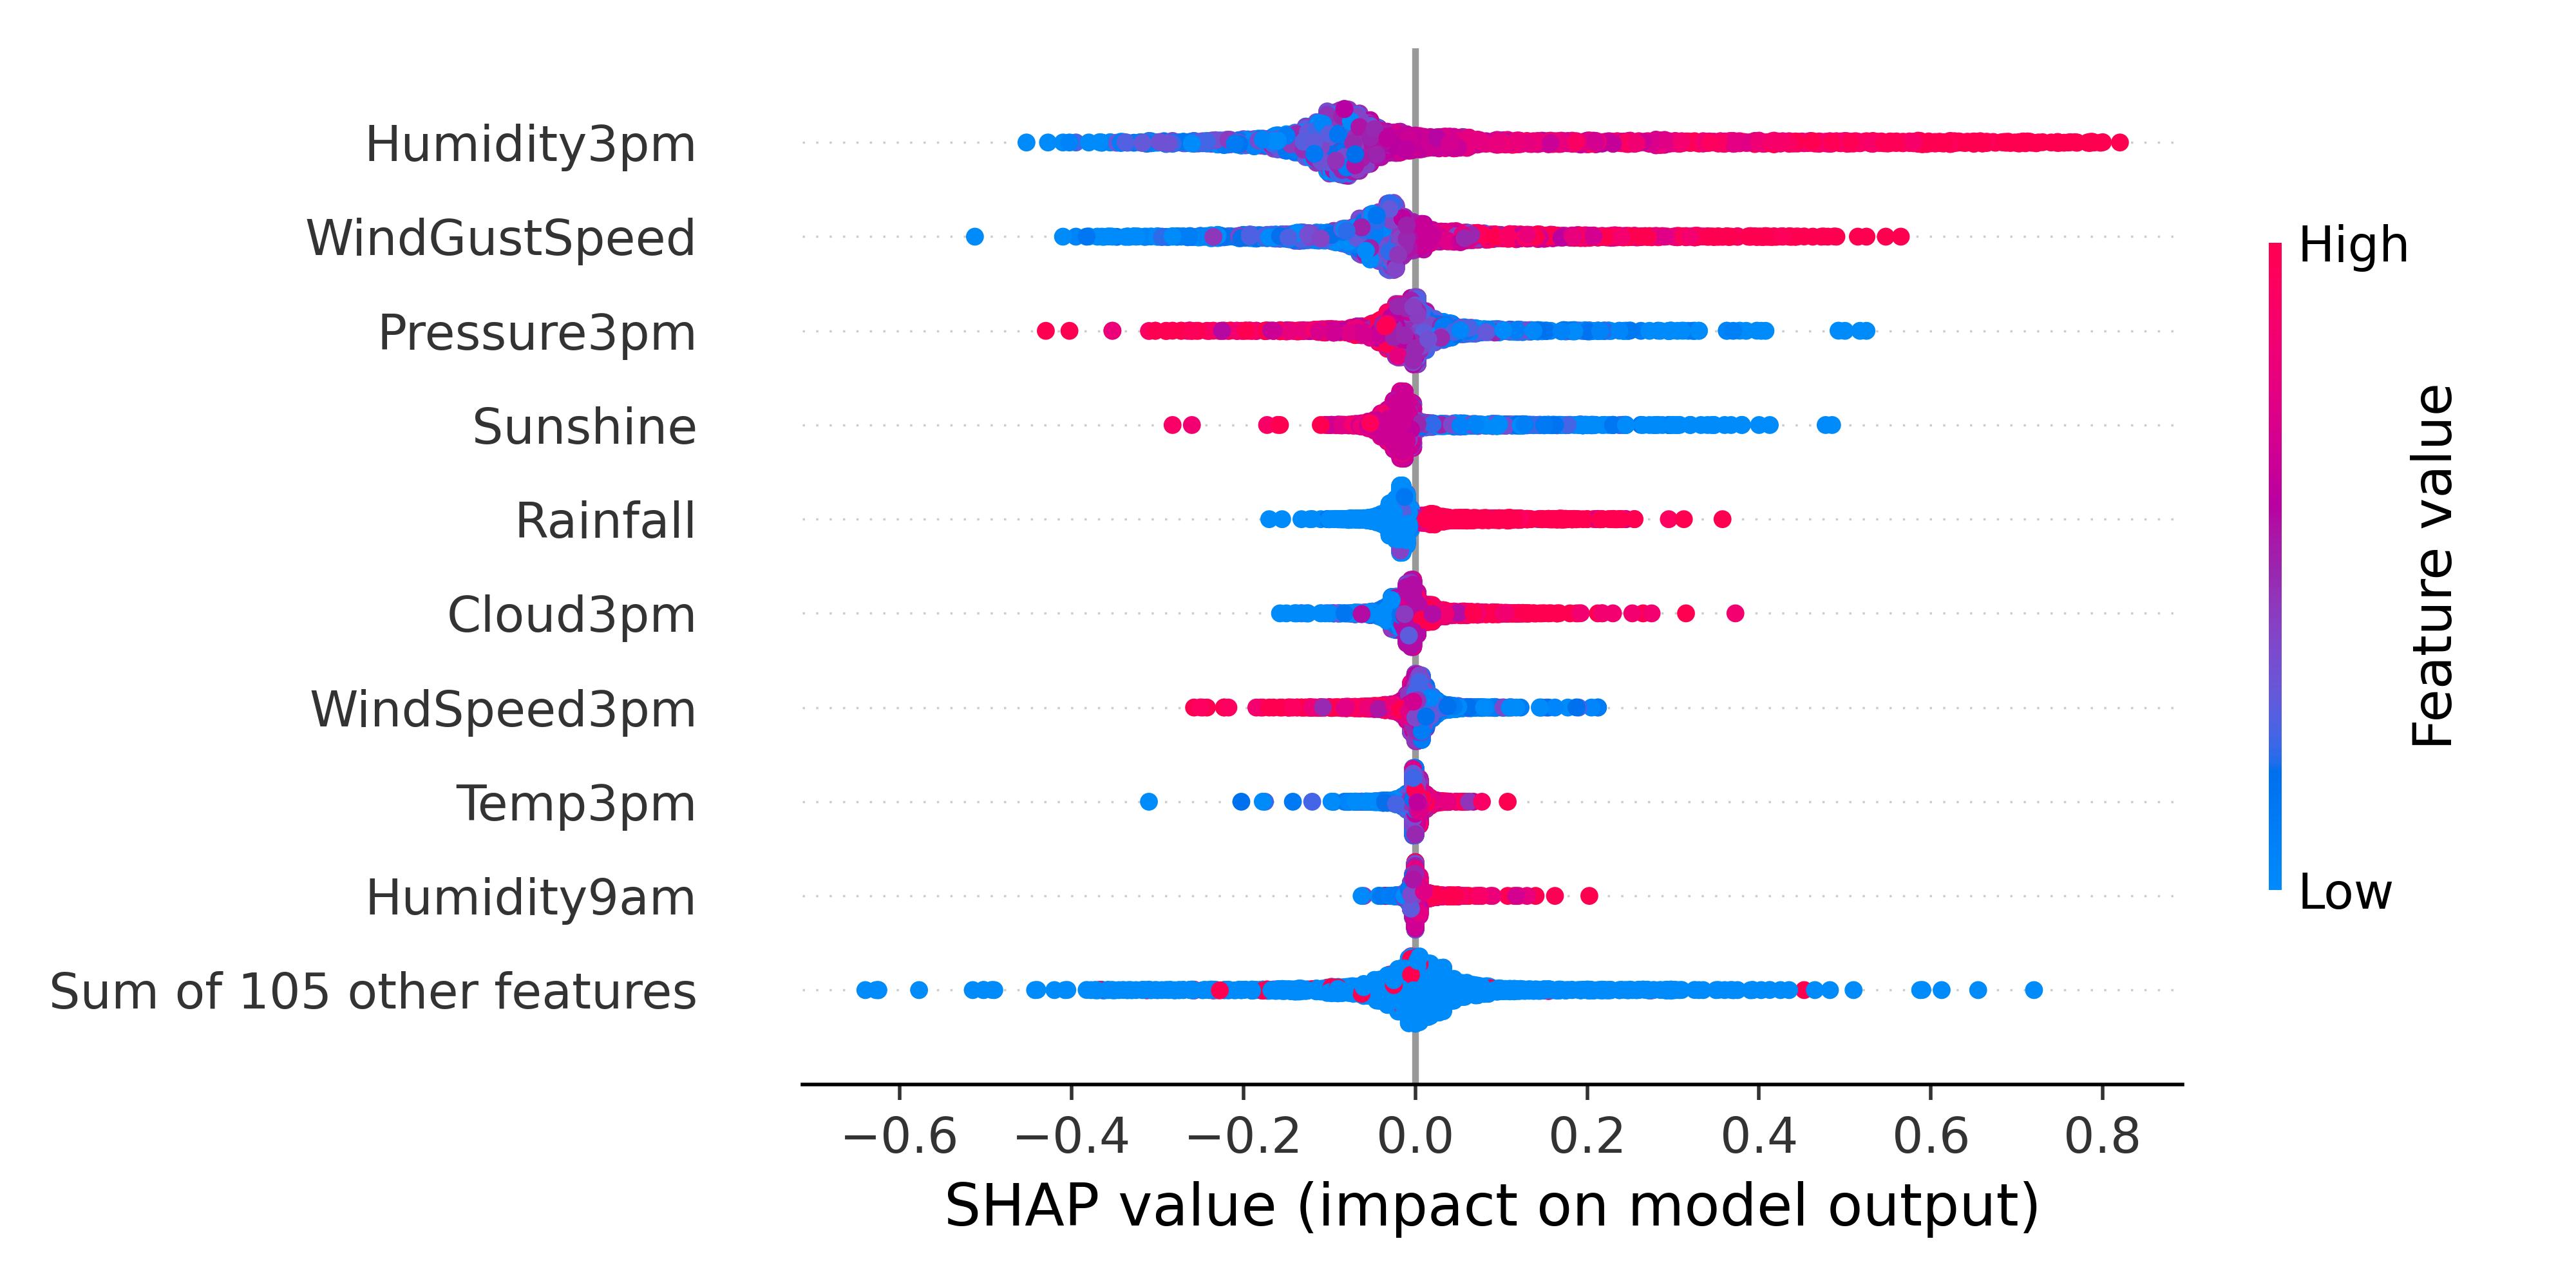 Humidity3pm
WindGustSpeed
Pressure3pm
Sunshine
Rainfall
Cloud3pm
WindSpeed3pm
Temp3pm
Humidity9am
Sum of 105 other features
−0.6 −0.4 −0.2 0.0 0.2 0.4 0.6 0.8
SHAP value (impact on model output)
High
Feature value
Low